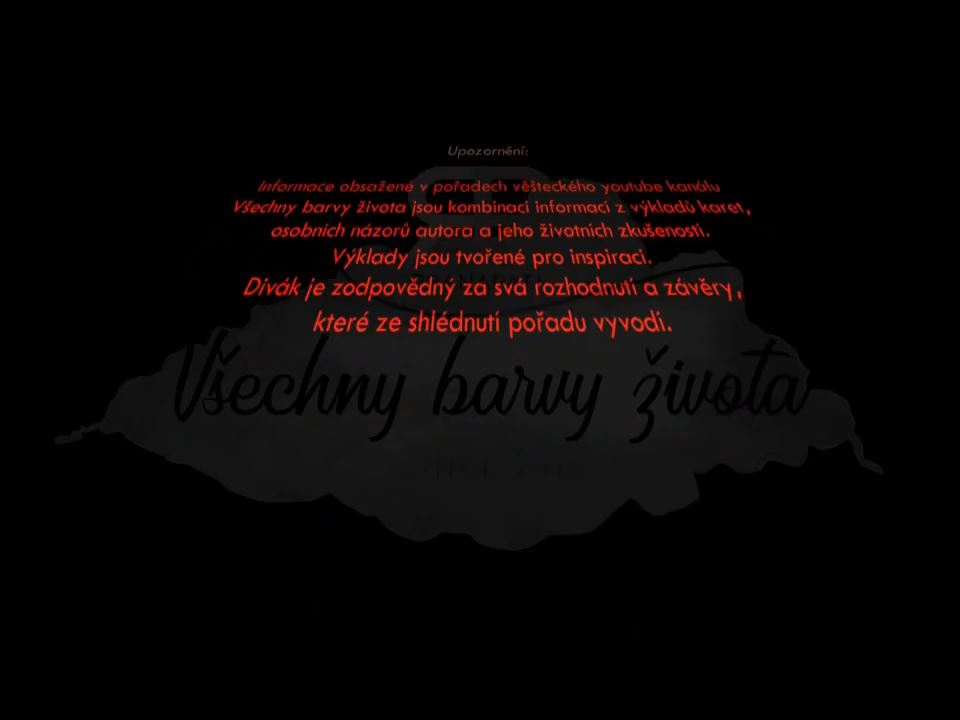 Upozornění:
Informace obsažené v pořadech věšteckého youtube kanálu
Všechny barvy života jsou kombinací informací z výkladů karet,
osobních názorů autora a jeho životních zkušeností.
Výklady jsou tvořené pro inspiraci.
Divák je zodpovědný za svá rozhodnutí a závěry,
které ze shlédnutí pořadu vyvodí.
Všechny barvy života